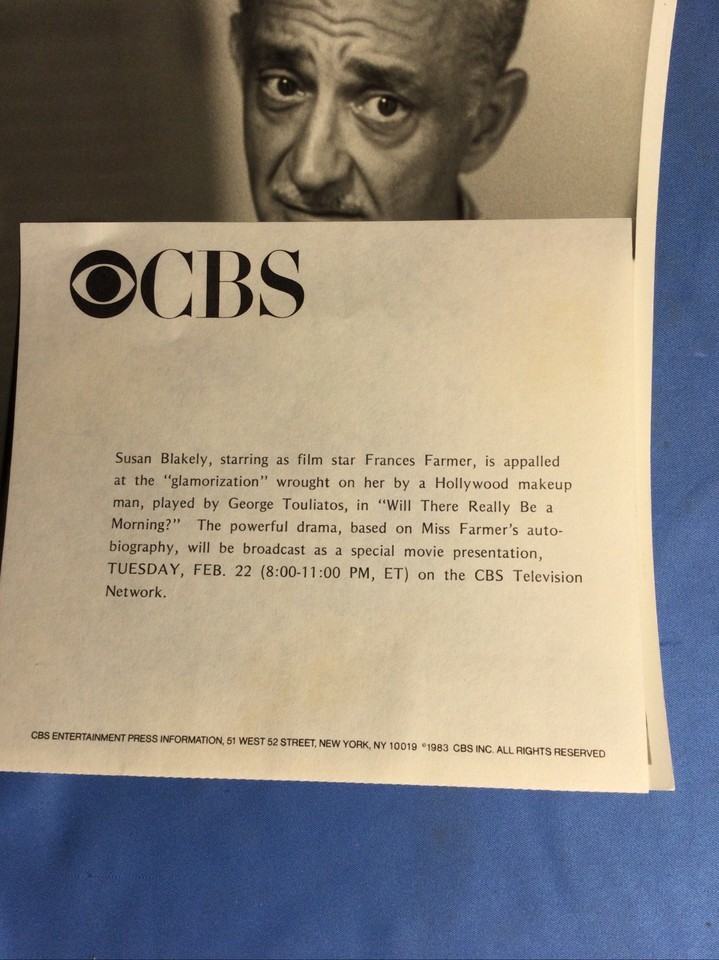 CBS
Susan Blakely, starring as film star Frances Farmer, is appalled
at the "glamorization" wrought on her by a Hollywood makeup
man, played by George Touliatos, in "Will There Really Be a
Morning?" The powerful drama, based on Miss Farmer's auto-
biography, will be broadcast as a special movie presentation,
TUESDAY, FEB. 22 (8:00-11:00 PM, ET) on the CBS Television
Network.
CBS ENTERTAINMENT PRESS INFORMATION, 51 WEST 52 STREET, NEW YORK, NY 10019 ©1983 CBS INC. ALL RIGHTS RESERVED